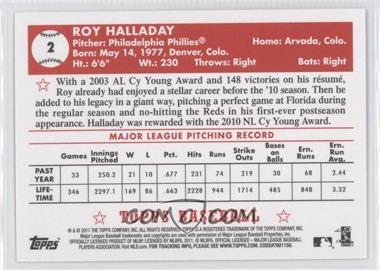 2
ROY HALLADAY
Pitcher: Philadelphia Phillies® Home: Arvada, Colo.
Born: May 14, 1977, Denver, Colo.
Ht.: 6'6" Wt.: 230 Throws: Right Bats: Right
With a 2003 AL Cy Young Award and 148 victories on his résumé,
Roy already had enjoyed a stellar career before the '10 season. Then he
added to his legacy in a giant way, pitching a perfect game at Florida during
the regular season and no-hitting the Reds in his first-ever postseason
appearance. Halladay was rewarded with the 2010 NL Cy Young Award.
MAJOR LEAGUE PITCHING RECORD
Games Innings Pitched W L Pct. Hits Runs Strike Outs Bases on Balls Ern. Runs Ern. Run Avg.
PAST YEAR 33 250.2 21 10 .677 231 74 219 30 68 2.44
LIFE-TIME 346 2297.1 169 86 .663 2228 944 1714 485 848 3.32
TOPPS BASEBALL
Topps
COMC.COM